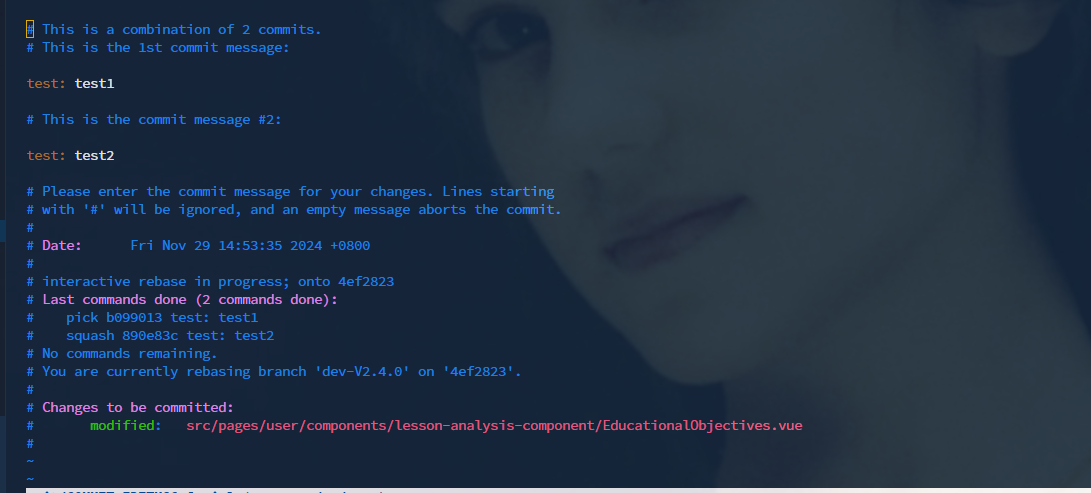 # This is a combination of 2 commits.
# This is the 1st commit message:
test: test1
# This is the commit message #2:
test: test2
# Please enter the commit message for your changes. Lines starting
# with '#' will be ignored, and an empty message aborts the commit.
#
# Date:      Fri Nov 29 14:53:35 2024 +0800
#
# interactive rebase in progress; onto 4ef2823
# Last commands done (2 commands done):
#    pick b099013 test: test1
#    squash 890e83c test: test2
# No commands remaining.
# You are currently rebasing branch 'dev-V2.4.0' on '4ef2823'.
#
# Changes to be committed:
#       modified:   src/pages/user/components/lesson-analysis-component/EducationalObjectives.vue
#
~
~